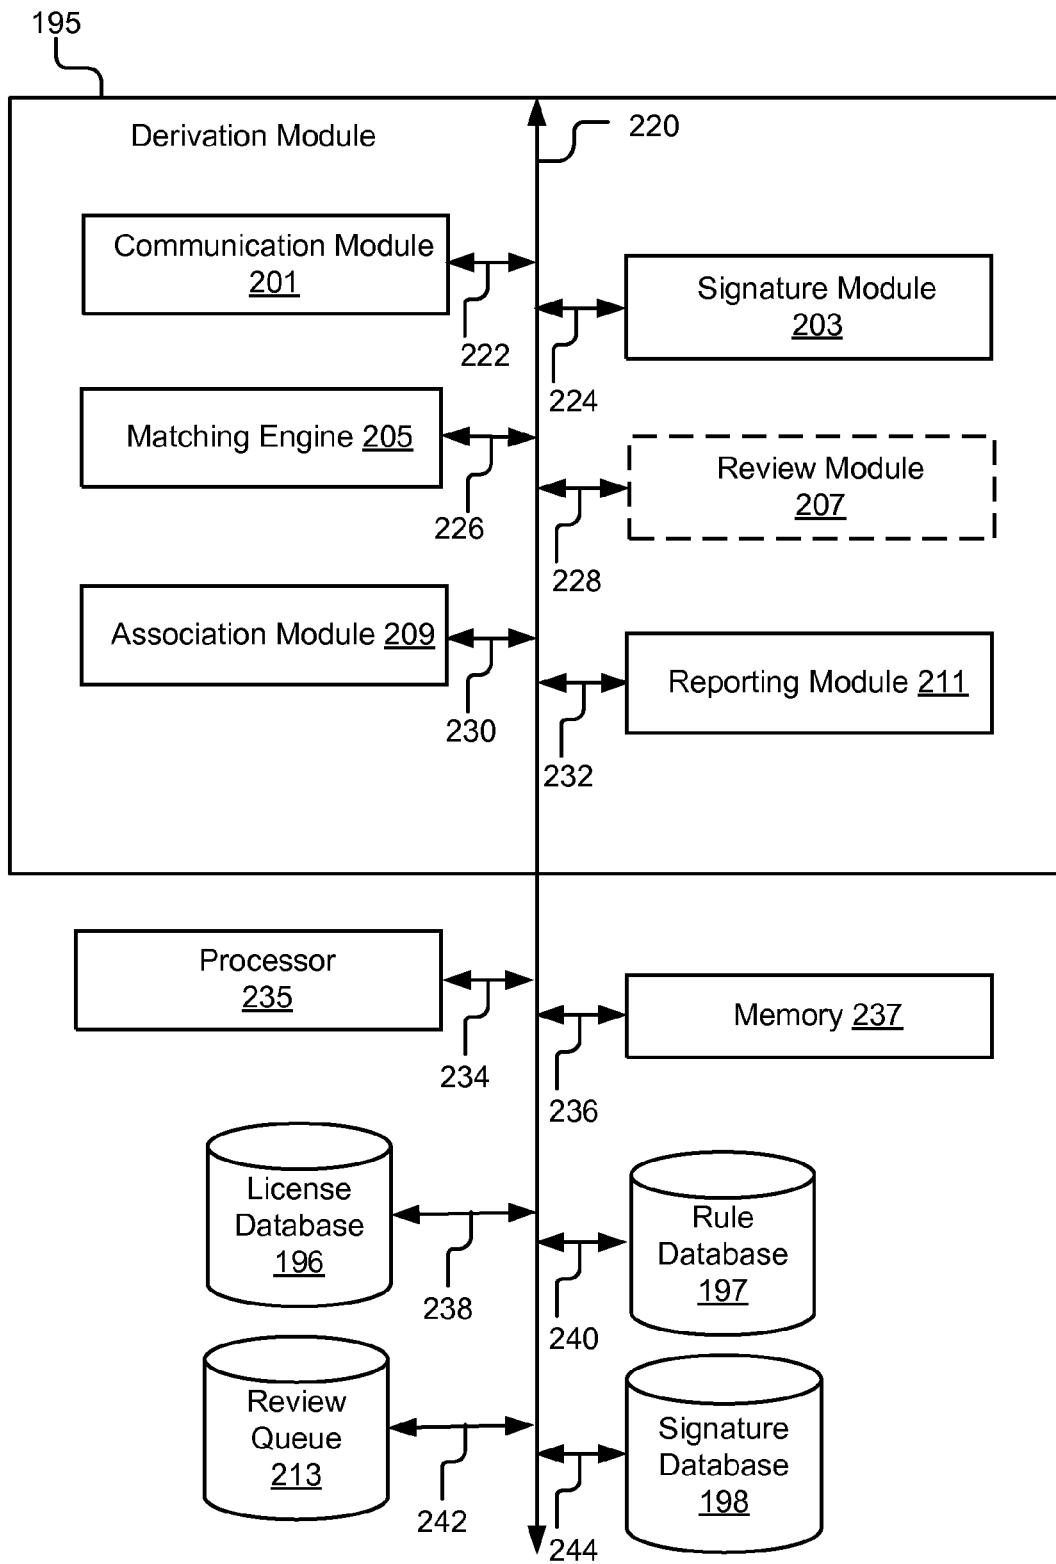 195
Derivation Module
220
Communication Module
201
222
Signature Module
203
224
Matching Engine 205
226
Review Module
207
228
Association Module 209
230
Reporting Module 211
232
Processor
235
234
Memory 237
236
License
Database
196
238
Rule
Database
197
240
Review
Queue
213
242
Signature
Database
198
244